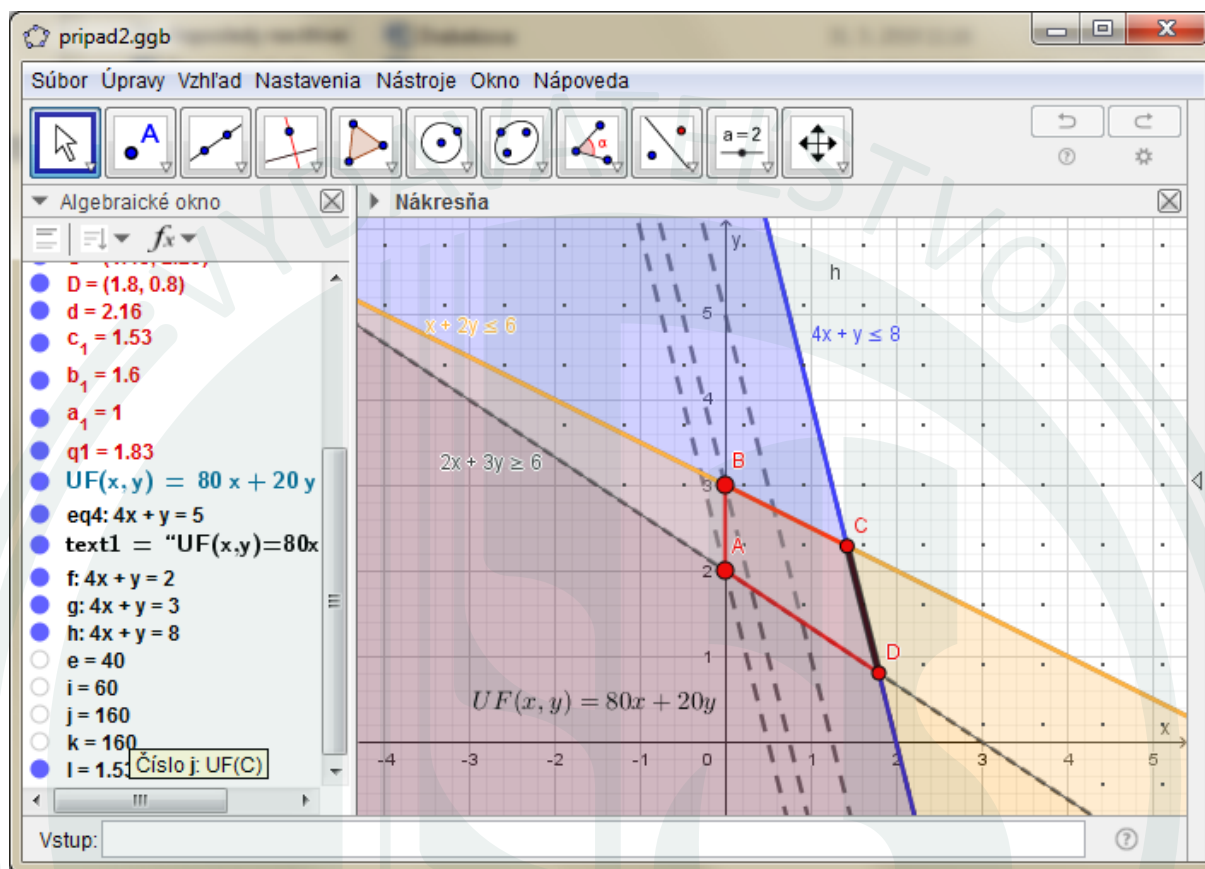 pripad2.ggb
Súbor Úpravy Vzhľad Nastavenia Nástroje Okno Nápoveda
A
α
a = 2
Algebraické okno
Nákresňa
fx
D = (1.8, 0.8)
d = 2.16
c₁ = 1.53
b₁ = 1.6
a₁ = 1
q1 = 1.83
UF(x, y) = 80 x + 20 y
eq4: 4x + y = 5
text1 = “UF(x,y)=80x
f: 4x + y = 2
g: 4x + y = 3
h: 4x + y = 8
e = 40
i = 60
j = 160
k = 160
l = 1.53
Číslo j: UF(C)
y
h
5
x + 2y ≤ 6
4x + y ≤ 8
4
2x + 3y ≥ 6
B
3
C
A
2
D
1
UF(x, y) = 80x + 20y
x
-4 -3 -2 -1 0 1 2 3 4 5
Vstup:
VYDAVATEĽSTVO